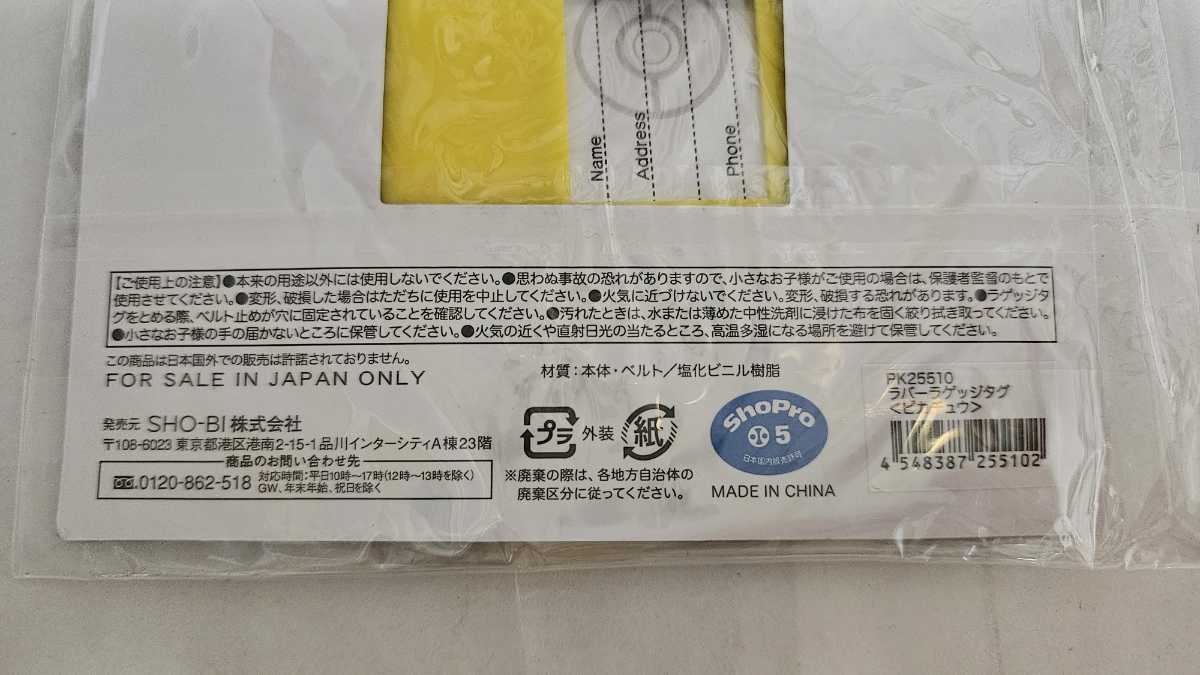 Name
Address
Phone
【ご使用上の注意】●本来の用途以外には使用しないでください。●思わぬ事故の恐れがありますので、小さなお子様がご使用の場合は、保護者監督のもとで
使用させてください。●変形、破損した場合はただちに使用を中止してください。●火気に近づけないでください。変形、破損する恐れがあります。●ラゲッジタ
グをとめる際、ベルト止めが穴に固定されていることを確認してください。●汚れたときは、水または薄めた中性洗剤に浸けた布を固く絞り拭き取ってください。
●小さなお子様の手の届かないところに保管してください。●火気の近くや直射日光の当たるところ、高温多湿になる場所を避けて保管してください。
この商品は日本国外での販売は許諾されておりません。
FOR SALE IN JAPAN ONLY
発売元 SHO-BI株式会社
〒108-6023 東京都港区港南2-15-1 品川インターシティA棟23階
商品のお問い合わせ先
0120-862-518 対応時間:平日10時〜17時(12時〜13時を除く)
GW、年末年始、祝日を除く
材質:本体・ベルト/塩化ビニル樹脂
プラ 外装 紙
※廃棄の際は、各地方自治体の
廃棄区分に従ってください。
ShoPro
5
日本国内販売許可
MADE IN CHINA
PK25510
ラバーラゲッジタグ
<ピカチュウ>
4 548387 255102